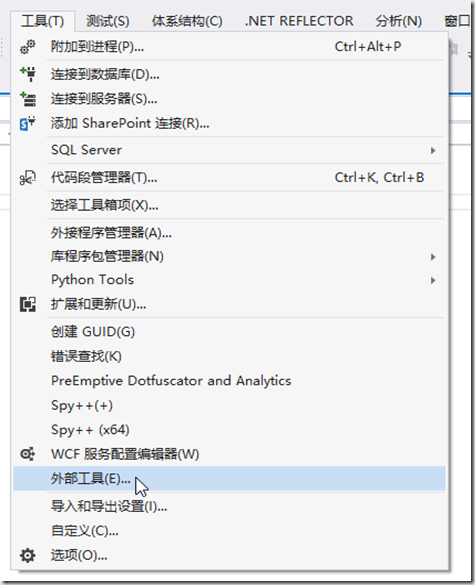 工具(T) 测试(S) 体系结构(C) .NET REFLECTOR 分析(N) 窗口
附加到进程(P)... Ctrl+Alt+P
连接到数据库(D)...
连接到服务器(S)...
添加 SharePoint 连接(R)...
SQL Server
代码段管理器(T)... Ctrl+K, Ctrl+B
选择工具箱项(X)...
外接程序管理器(A)...
库程序包管理器(N)
Python Tools
扩展和更新(U)...
创建 GUID(G)
错误查找(K)
PreEmptive Dotfuscator and Analytics
Spy++(+)
Spy++ (x64)
WCF 服务配置编辑器(W)
外部工具(E)...
导入和导出设置(I)...
自定义(C)...
选项(O)...